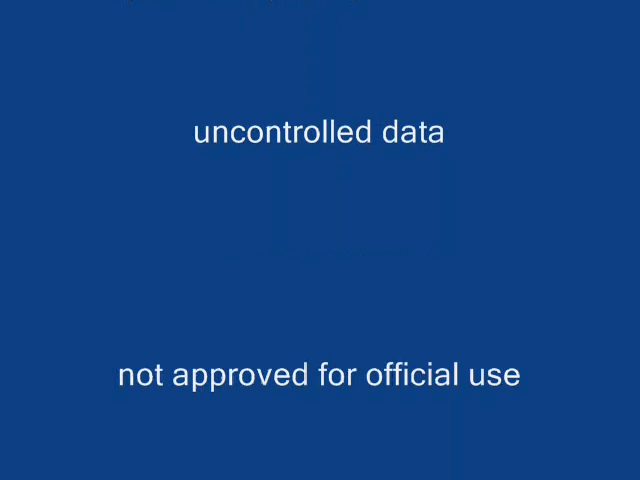 uncontrolled data
not approved for official use